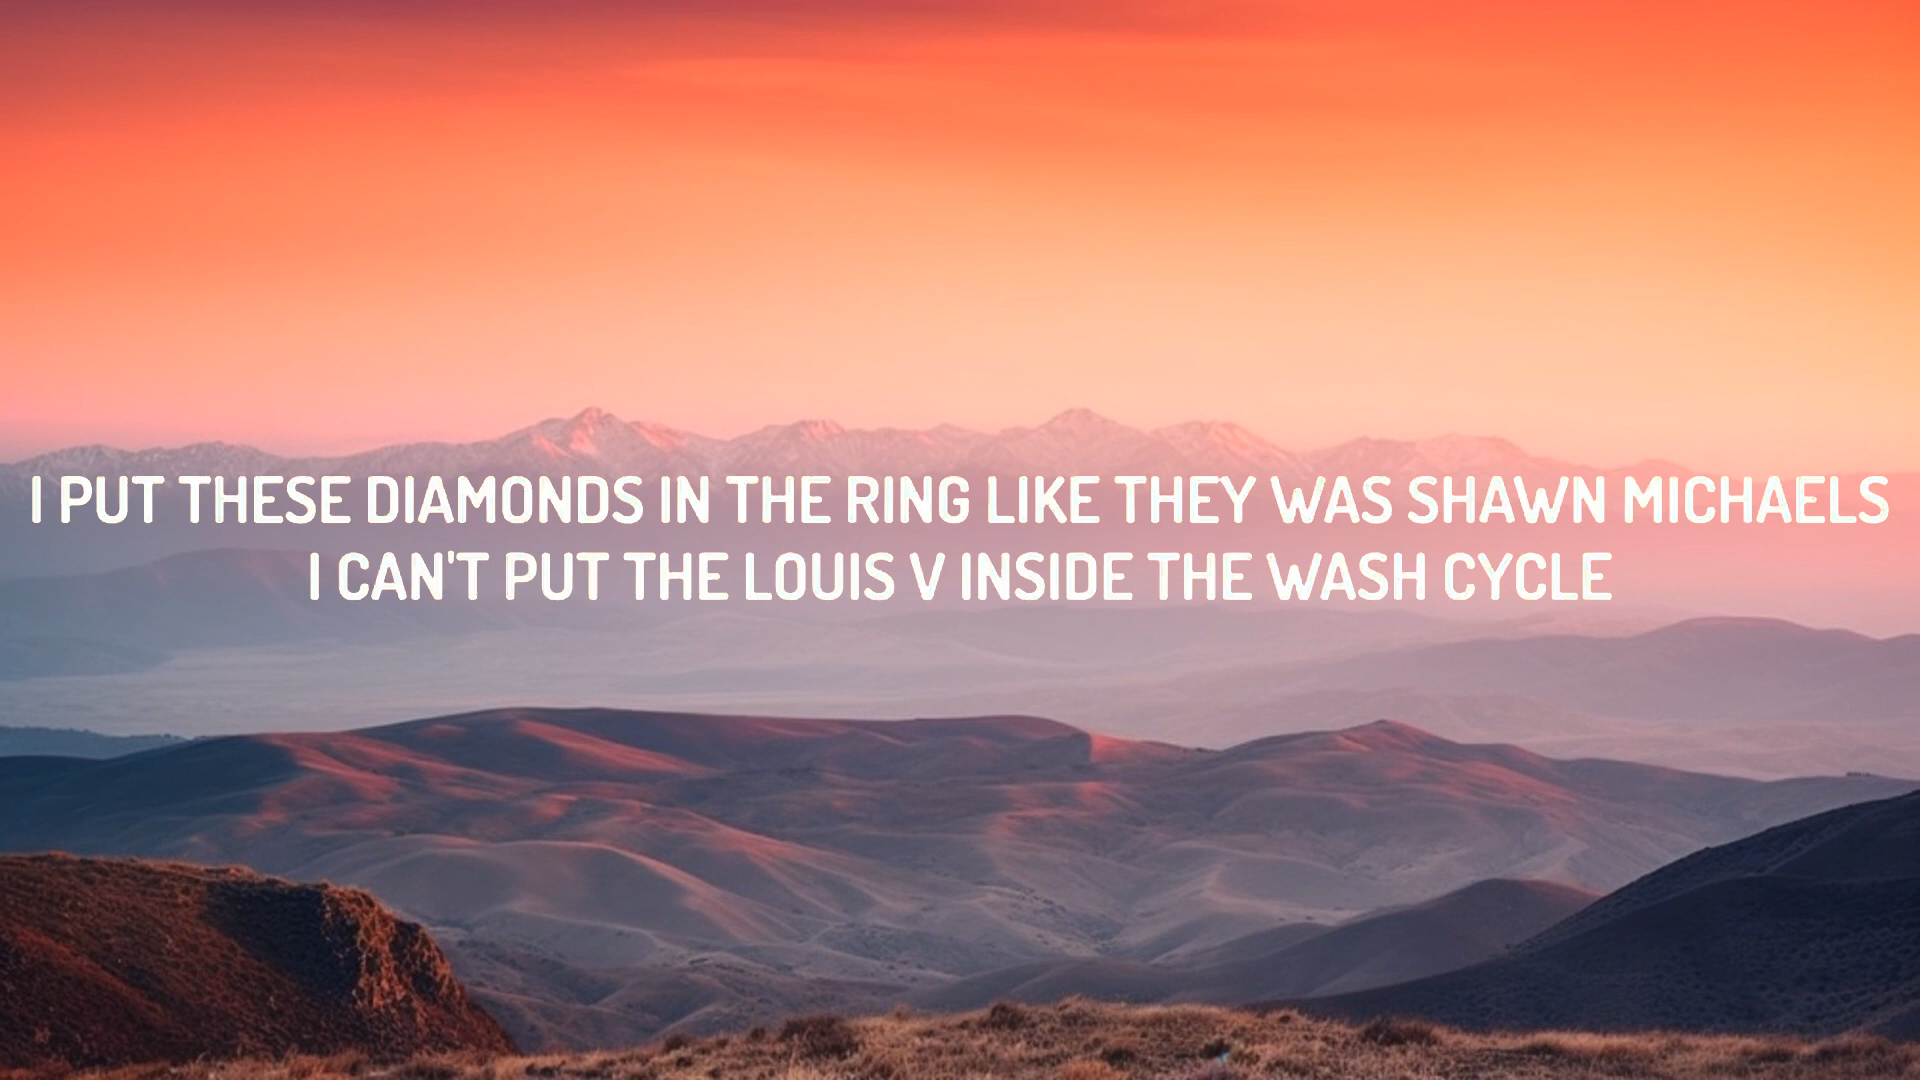 I PUT THESE DIAMONDS IN THE RING LIKE THEY WAS SHAWN MICHAELS
I CAN'T PUT THE LOUIS V INSIDE THE WASH CYCLE